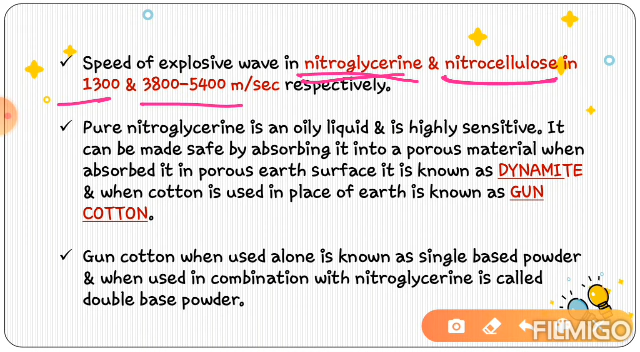 ✓ Speed of explosive wave in nitroglycerine & nitrocellulose in
1300 & 3800-5400 m/sec respectively.
✓ Pure nitroglycerine is an oily liquid & is highly sensitive. It
can be made safe by absorbing it into a porous material when
absorbed it in porous earth surface it is known as DYNAMITE
& when cotton is used in place of earth is known as GUN
COTTON.
✓ Gun cotton when used alone is known as single based powder
& when used in combination with nitroglycerine is called
double base powder.
FILMIGO